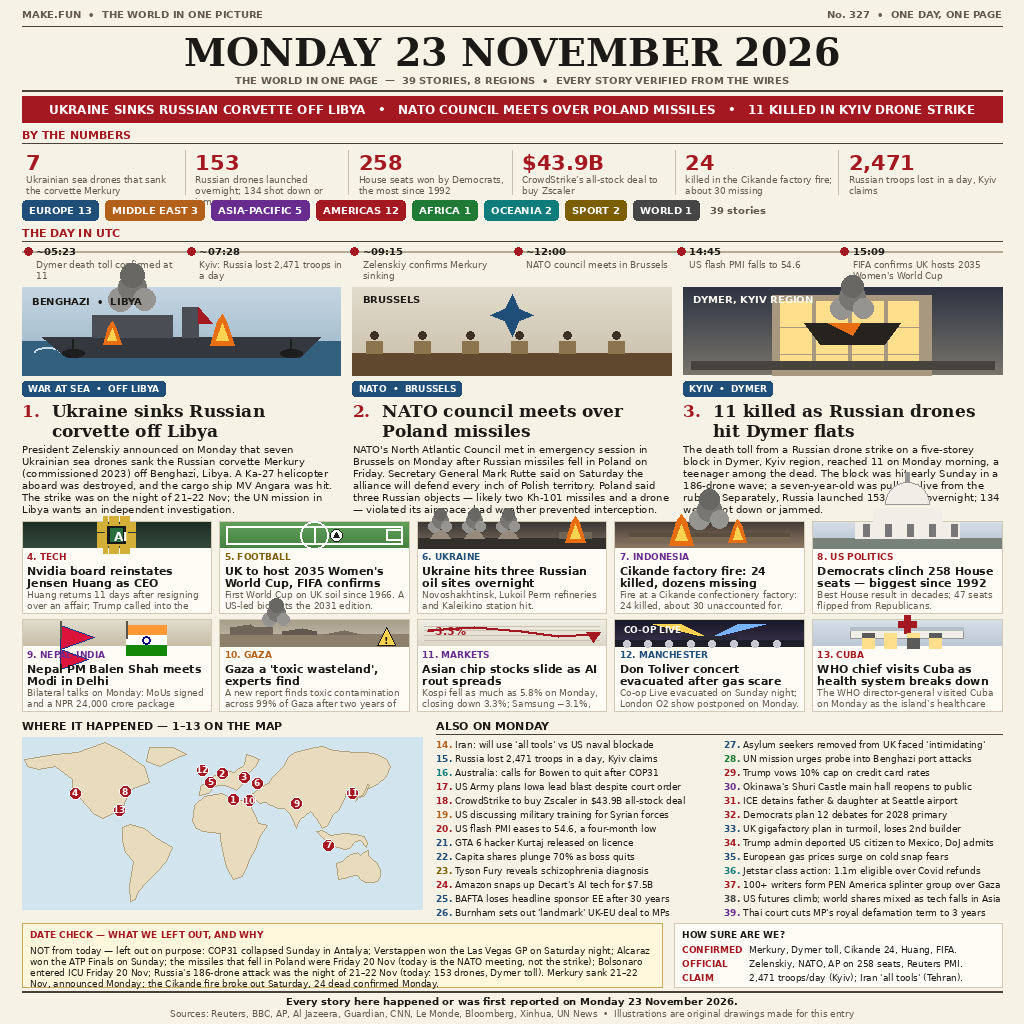 MAKE.FUN • THE WORLD IN ONE PICTURE
No. 327 • ONE DAY, ONE PAGE
MONDAY 23 NOVEMBER 2026
THE WORLD IN ONE PAGE — 39 STORIES, 8 REGIONS • EVERY STORY VERIFIED FROM THE WIRES
UKRAINE SINKS RUSSIAN CORVETTE OFF LIBYA • NATO COUNCIL MEETS OVER POLAND MISSILES • 11 KILLED IN KYIV DRONE STRIKE
BY THE NUMBERS
7
Ukrainian sea drones that sank
the corvette Merkury
153
Russian drones launched
overnight; 134 shot down or
258
House seats won by Democrats,
the most since 1992
$43.9B
CrowdStrike's all-stock deal to
buy Zscaler
24
killed in the Cikande factory fire;
about 30 missing
2,471
Russian troops lost in a day, Kyiv
claims
EUROPE 13
MIDDLE EAST 3
ASIA-PACIFIC 5
AMERICAS 12
AFRICA 1
OCEANIA 2
SPORT 2
WORLD 1
39 stories
THE DAY IN UTC
~05:23
Dymer death toll confirmed at
11
~07:28
Kyiv: Russia lost 2,471 troops in
a day
~09:15
Zelenskiy confirms Merkury
sinking
~12:00
NATO council meets in Brussels
14:45
US flash PMI falls to 54.6
15:09
FIFA confirms UK hosts 2035
Women's World Cup
BENGHAZI • LIBYA
BRUSSELS
DYMER, KYIV REGION
WAR AT SEA • OFF LIBYA
1. Ukraine sinks Russian
corvette off Libya
President Zelenskiy announced on Monday that seven
Ukrainian sea drones sank the Russian corvette Merkury
(commissioned 2023) off Benghazi, Libya. A Ka-27 helicopter
aboard was destroyed, and the cargo ship MV Angara was hit.
The strike was on the night of 21–22 Nov; the UN mission in
Libya wants an independent investigation.
NATO • BRUSSELS
2. NATO council meets over
Poland missiles
NATO's North Atlantic Council met in emergency session in
Brussels on Monday after Russian missiles fell in Poland on
Friday. Secretary General Mark Rutte said on Saturday the
alliance will defend every inch of Polish territory. Poland said
three Russian objects — likely two Kh-101 missiles and a drone
— violated its airspace; bad weather prevented interception.
KYIV • DYMER
3. 11 killed as Russian drones
hit Dymer flats
The death toll from a Russian drone strike on a five-storey
block in Dymer, Kyiv region, reached 11 on Monday morning, a
teenager among the dead. The block was hit early Sunday in a
186-drone wave; a seven-year-old was pulled alive from the
rubble. Separately, Russia launched 153 overnight; 134
were shot down or jammed.
AI
4. TECH
Nvidia board reinstates
Jensen Huang as CEO
Huang returns 11 days after resigning
over an affair; Trump called into the
5. FOOTBALL
UK to host 2035 Women's
World Cup, FIFA confirms
First World Cup on UK soil since 1966. A
US-led bid gets the 2031 edition.
6. UKRAINE
Ukraine hits three Russian
oil sites overnight
Novoshakhtinsk, Lukoil Perm refineries
and Kaleikino station hit.
7. INDONESIA
Cikande factory fire: 24
killed, dozens missing
Fire at a Cikande confectionery factory:
24 killed, about 30 unaccounted for.
8. US POLITICS
Democrats clinch 258 House
seats — biggest since 1992
Best House result in decades; 47 seats
flipped from Republicans.
9. NEPAL-INDIA
Nepal PM Balen Shah meets
Modi in Delhi
Bilateral talks on Monday: MoUs signed
and a NPR 24,000 crore package
!
10. GAZA
Gaza a 'toxic wasteland',
experts find
A new report finds toxic contamination
across 99% of Gaza after two years of
-3.3%
11. MARKETS
Asian chip stocks slide as AI
rout spreads
Kospi fell as much as 5.8% on Monday,
closing down 3.3%; Samsung −3.1%,
CO-OP LIVE
12. MANCHESTER
Don Toliver concert
evacuated after gas scare
Co-op Live evacuated on Sunday night;
London O2 show postponed on Monday.
13. CUBA
WHO chief visits Cuba as
health system breaks down
The WHO director-general visited Cuba
on Monday as the island's healthcare
WHERE IT HAPPENED — 1–13 ON THE MAP
12
2
5
3
6
4
8
13
1
10
9
11
7
ALSO ON MONDAY
14. Iran: will use 'all tools' vs US naval blockade
15. Russia lost 2,471 troops in a day, Kyiv claims
16. Australia: calls for Bowen to quit after COP31
17. US Army plans Iowa lead blast despite court order
18. CrowdStrike to buy Zscaler in $43.9B all-stock deal
19. US discussing military training for Syrian forces
20. US flash PMI eases to 54.6, a four-month low
21. GTA 6 hacker Kurtaj released on licence
22. Capita shares plunge 70% as boss quits
23. Tyson Fury reveals schizophrenia diagnosis
24. Amazon snaps up Decart's AI tech for $7.5B
25. BAFTA loses headline sponsor EE after 30 years
26. Burnham sets out 'landmark' UK-EU deal to MPs
27. Asylum seekers removed from UK faced 'intimidating'
28. UN mission urges probe into Benghazi port attacks
29. Trump vows 10% cap on credit card rates
30. Okinawa's Shuri Castle main hall reopens to public
31. ICE detains father & daughter at Seattle airport
32. Democrats plan 12 debates for 2028 primary
33. UK gigafactory plan in turmoil, loses 2nd builder
34. Trump admin deported US citizen to Mexico, DoJ admits
35. European gas prices surge on cold snap fears
36. Jetstar class action: 1.1m eligible over Covid refunds
37. 100+ writers form PEN America splinter group over Gaza
38. US futures climb; world shares mixed as tech falls in Asia
39. Thai court cuts MP's royal defamation term to 3 years
DATE CHECK — WHAT WE LEFT OUT, AND WHY
NOT from today — left out on purpose: COP31 collapsed Sunday in Antalya; Verstappen won the Las Vegas GP on Saturday night; Alcaraz
won the ATP Finals on Sunday; the missiles that fell in Poland were Friday 20 Nov (today is the NATO meeting, not the strike); Bolsonaro
entered ICU Friday 20 Nov; Russia's 186-drone attack was the night of 21–22 Nov (today: 153 drones, Dymer toll). Merkury sank 21–22
Nov, announced Monday; the Cikande fire broke out Saturday, 24 dead confirmed Monday.
HOW SURE ARE WE?
CONFIRMED Merkury, Dymer toll, Cikande 24, Huang, FIFA.
OFFICIAL Zelenskiy, NATO, AP on 258 seats, Reuters PMI.
CLAIM 2,471 troops/day (Kyiv); Iran 'all tools' (Tehran).
Every story here happened or was first reported on Monday 23 November 2026.
Sources: Reuters, BBC, AP, Al Jazeera, Guardian, CNN, Le Monde, Bloomberg, Xinhua, UN News • Illustrations are original drawings made for this entry